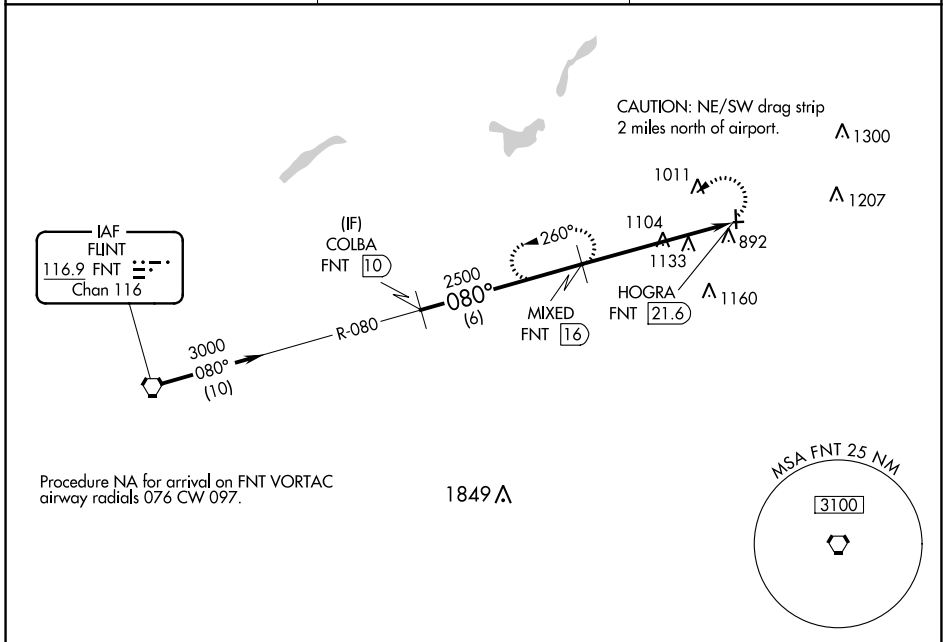 CAUTION: NE/SW drag strip
2 miles north of airport.
1300
1011
1207
IAF
FLINT
116.9 FNT
Chan 116
(IF)
COLBA
FNT 10
260°
1104
892
1133
2500
080°
(6)
MIXED
FNT 16
HOGRA
FNT 21.6
1160
R-080
3000
080°
(10)
Procedure NA for arrival on FNT VORTAC
airway radials 076 CW 097.
1849
MSA FNT 25 NM
3100